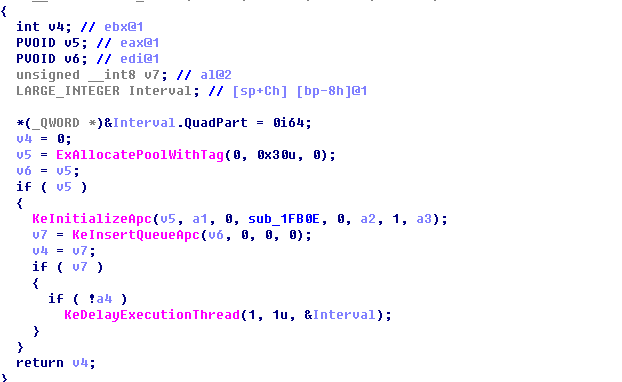 {
int v4; // ebx@1
PVOID v5; // eax@1
PVOID v6; // edi@1
unsigned __int8 v7; // al@2
LARGE_INTEGER Interval; // [sp+Ch] [bp-8h]@1
*(_QWORD *)&Interval.QuadPart = 0i64;
v4 = 0;
v5 = ExAllocatePoolWithTag(0, 0x30u, 0);
v6 = v5;
if ( v5 )
{
KeInitializeApc(v5, a1, 0, sub_1FB0E, 0, a2, 1, a3);
v7 = KeInsertQueueApc(v6, 0, 0, 0);
v4 = v7;
if ( v7 )
{
if ( !a4 )
KeDelayExecutionThread(1, 1u, &Interval);
}
}
return v4;
}